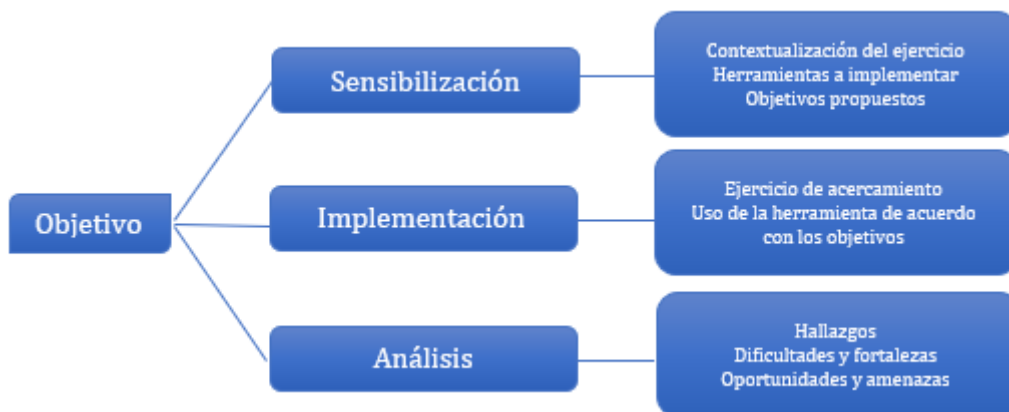 Objetivo
Sensibilización
Contextualización del ejercicio
Herramientas a implementar
Objetivos propuestos
Implementación
Ejercicio de acercamiento
Uso de la herramienta de acuerdo
con los objetivos
Análisis
Hallazgos
Dificultades y fortalezas
Oportunidades y amenazas